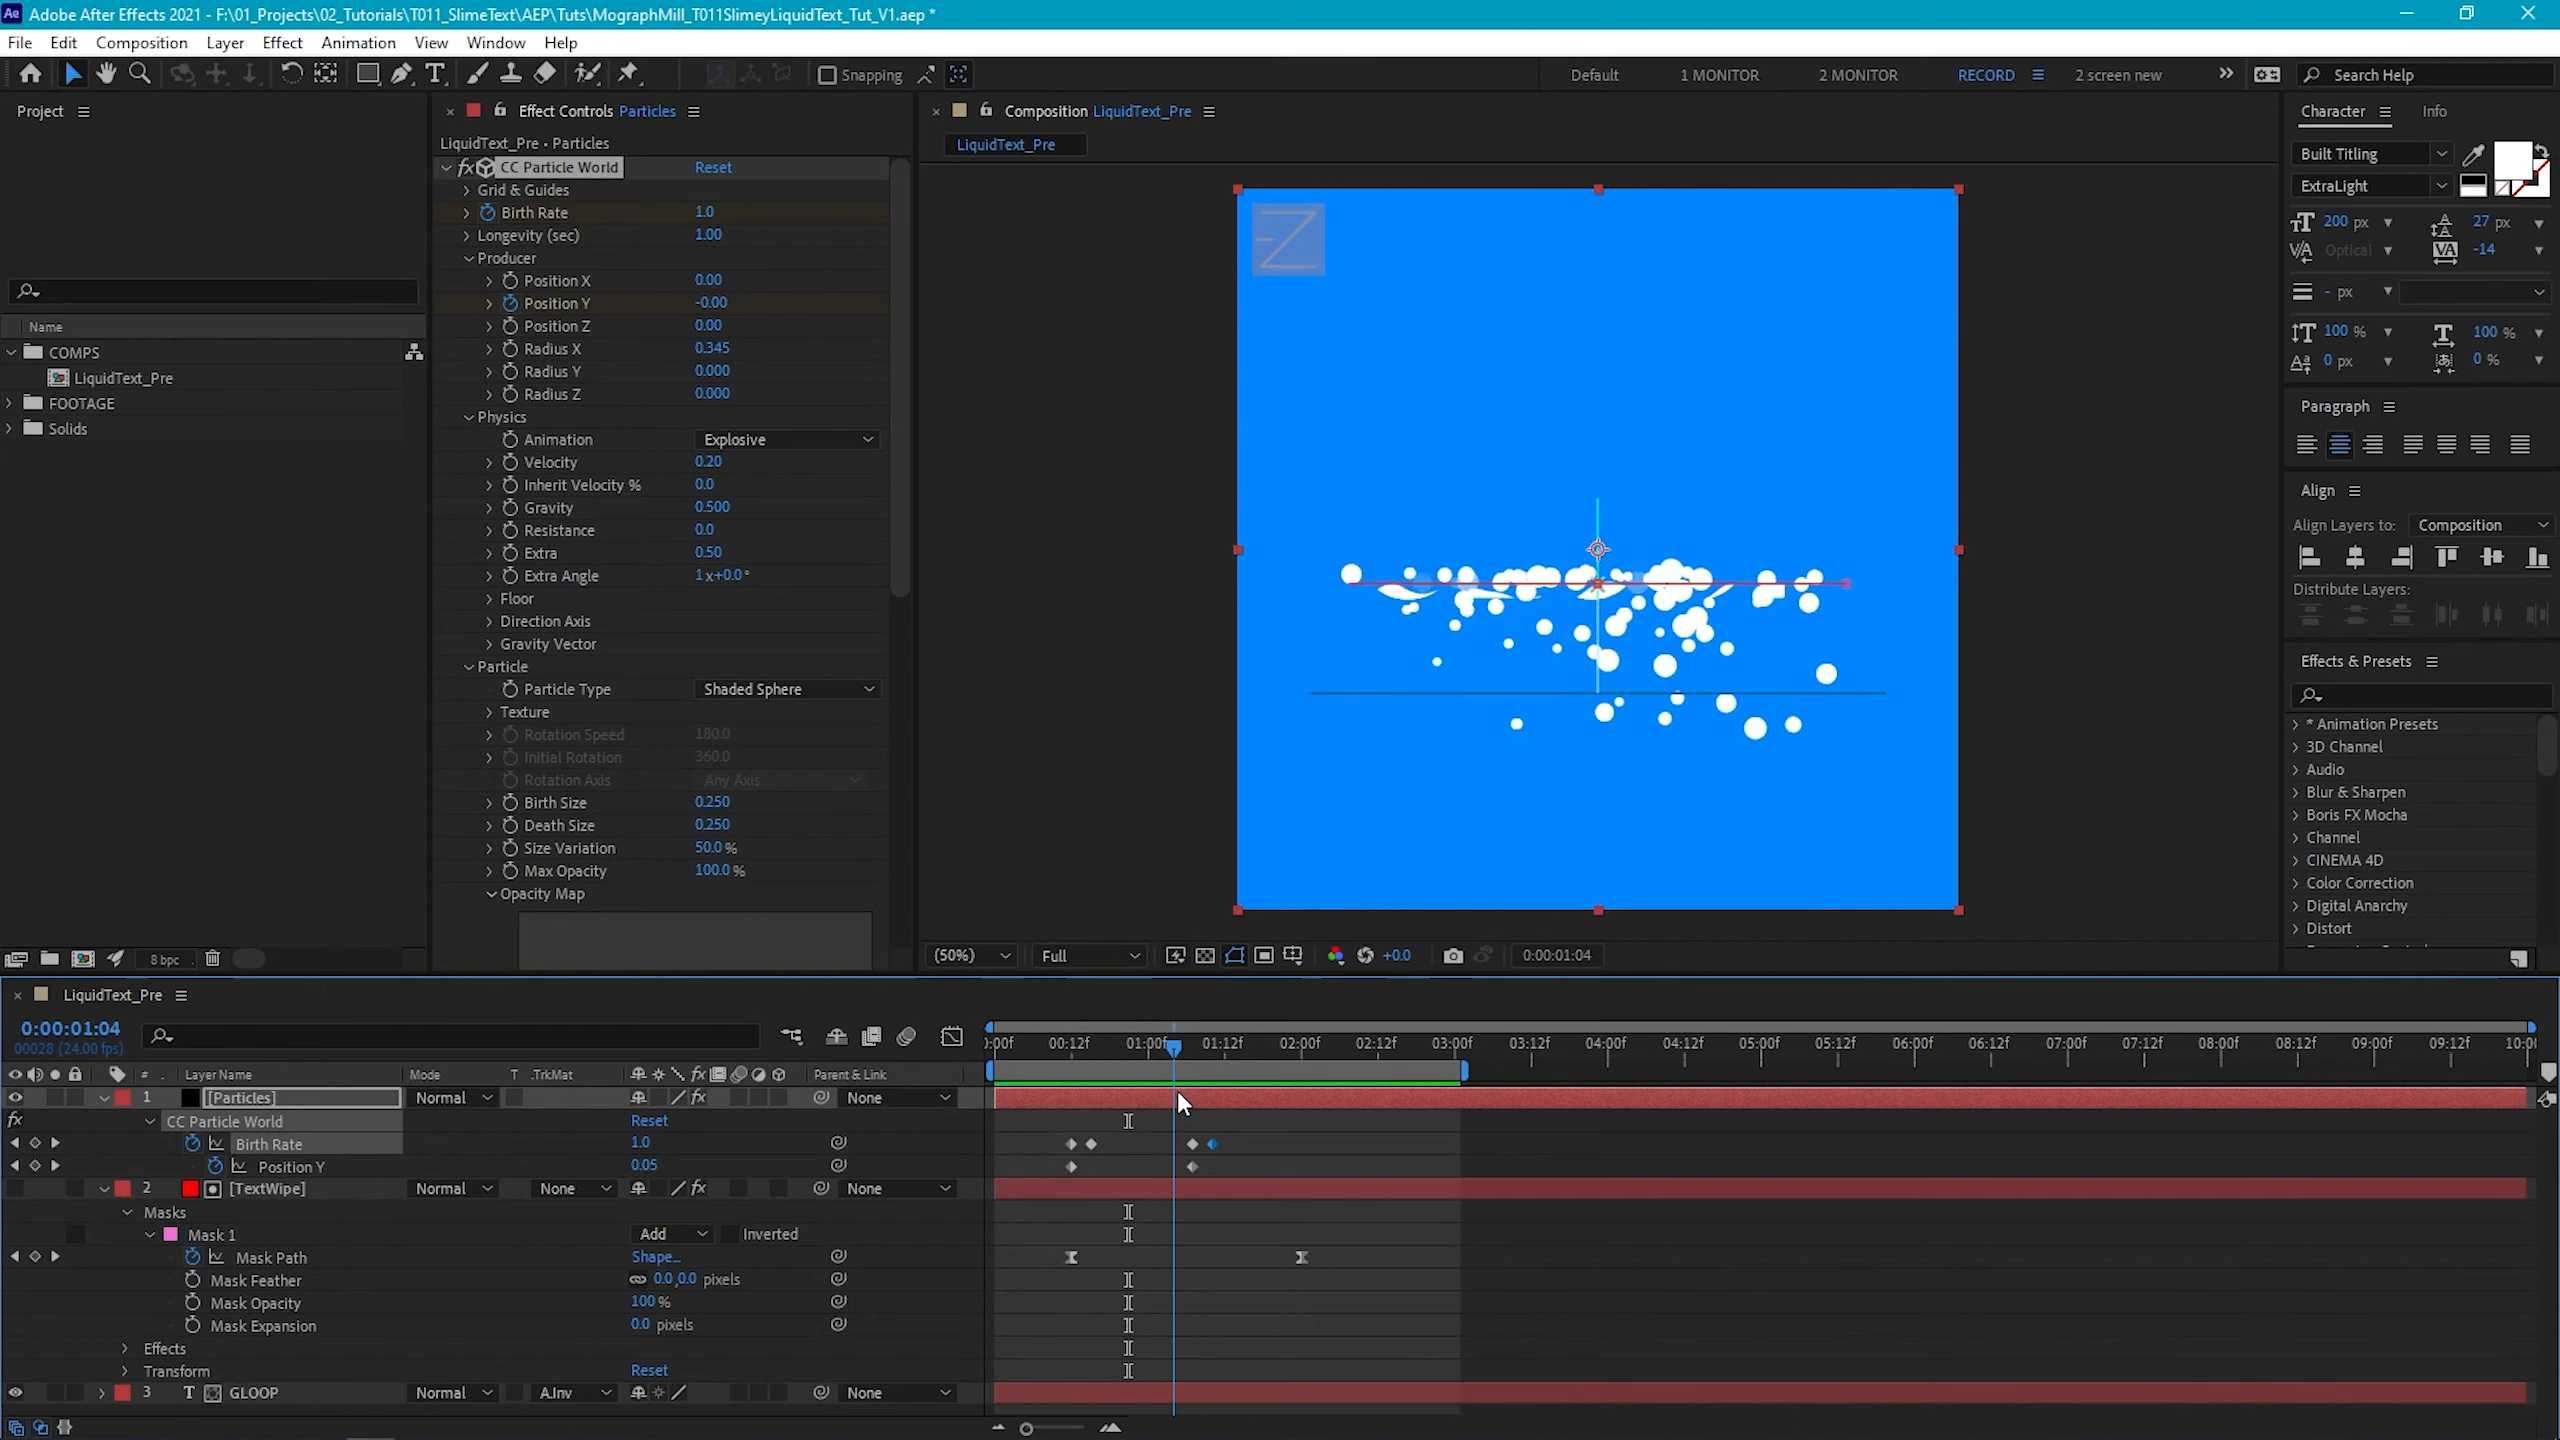 Adobe After Effects 2021 - F:\01_Projects\02_Tutorials\T011_SlimeText\AEP\Tuts\MographMill_T011SlimeyLiquidText_Tut_V1.aep *
File Edit Composition Layer Effect Animation View Window Help
Snapping Default 1 MONITOR 2 MONITOR RECORD 2 screen new Search Help
Project
Name
COMPS
LiquidText_Pre
FOOTAGE
Solids
8 bpc
Effect Controls Particles
LiquidText_Pre • Particles
fx CC Particle World Reset
Grid & Guides
Birth Rate 1.0
Longevity (sec) 1.00
Producer
Position X 0.00
Position Y -0.00
Position Z 0.00
Radius X 0.345
Radius Y 0.000
Radius Z 0.000
Physics
Animation Explosive
Velocity 0.20
Inherit Velocity % 0.0
Gravity 0.500
Resistance 0.0
Extra 0.50
Extra Angle 1x+0.0°
Floor
Direction Axis
Gravity Vector
Particle
Particle Type Shaded Sphere
Texture
Rotation Speed 180.0
Initial Rotation 360.0
Rotation Axis Any Axis
Birth Size 0.250
Death Size 0.250
Size Variation 50.0 %
Max Opacity 100.0 %
Opacity Map
Composition LiquidText_Pre
LiquidText_Pre
(50%) Full +0.0 0:00:01:04
Character Info
Built Titling
ExtraLight
200 px 27 px
Optical -14
- px
100 % 100 %
0 px 0 %
Paragraph
Align
Align Layers to: Composition
Distribute Layers:
Effects & Presets
* Animation Presets
3D Channel
Audio
Blur & Sharpen
Boris FX Mocha
Channel
CINEMA 4D
Color Correction
Digital Anarchy
Distort
LiquidText_Pre
0:00:01:04
00028 (24.00 fps)
):00f 00:12f 01:00f 01:12f 02:00f 02:12f 03:00f 03:12f 04:00f 04:12f 05:00f 05:12f 06:00f 06:12f 07:00f 07:12f 08:00f 08:12f 09:00f 09:12f 10:00
# Layer Name Mode T .TrkMat fx Parent & Link
1 [Particles] Normal fx None
fx CC Particle World Reset
Birth Rate 1.0
Position Y 0.05
2 [TextWipe] Normal None fx None
Masks
Mask 1 Add Inverted
Mask Path Shape...
Mask Feather 0.0,0.0 pixels
Mask Opacity 100 %
Mask Expansion 0.0 pixels
Effects
Transform Reset
3 T GLOOP Normal A.Inv None